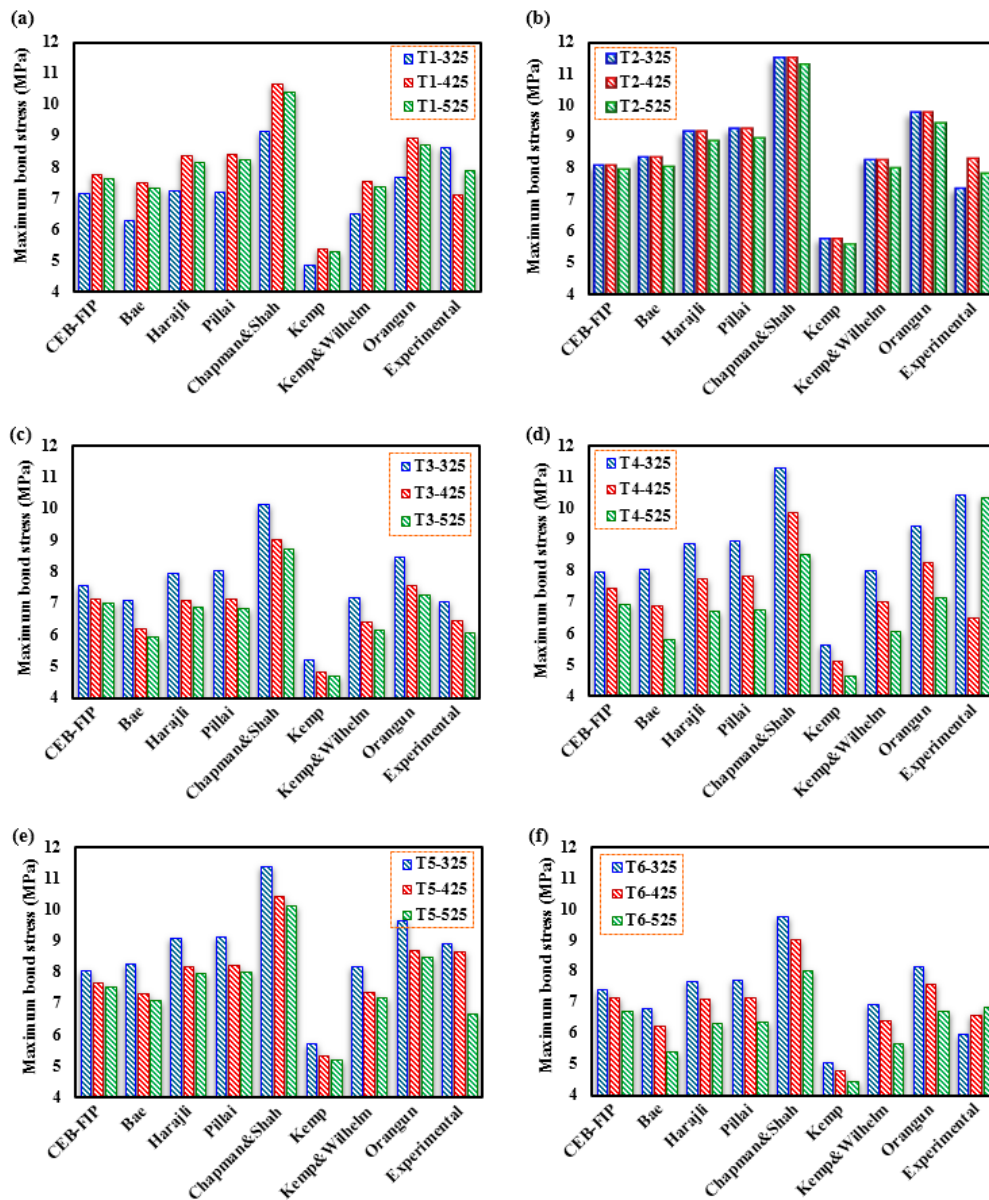 (a)
Maximum bond stress (MPa)
12
11
10
9
8
7
6
5
4
T1-325
T1-425
T1-525
CEB-FIP
Bae
Harajli
Pillai
Chapman&Shah
Kemp
Kemp&Wilhelm
Orangun
Experimental
(b)
Maximum bond stress (MPa)
12
11
10
9
8
7
6
5
4
T2-325
T2-425
T2-525
CEB-FIP
Bae
Harajli
Pillai
Chapman&Shah
Kemp
Kemp&Wilhelm
Orangun
Experimental
(c)
Maximum bond stress (MPa)
12
11
10
9
8
7
6
5
4
T3-325
T3-425
T3-525
CEB-FIP
Bae
Harajli
Pillai
Chapman&Shah
Kemp
Kemp&Wilhelm
Orangun
Experimental
(d)
Maximum bond stress (MPa)
12
11
10
9
8
7
6
5
4
T4-325
T4-425
T4-525
CEB-FIP
Bae
Harajli
Pillai
Chapman&Shah
Kemp
Kemp&Wilhelm
Orangun
Experimental
(e)
Maximum bond stress (MPa)
12
11
10
9
8
7
6
5
4
T5-325
T5-425
T5-525
CEB-FIP
Bae
Harajli
Pillai
Chapman&Shah
Kemp
Kemp&Wilhelm
Orangun
Experimental
(f)
Maximum bond stress (MPa)
12
11
10
9
8
7
6
5
4
T6-325
T6-425
T6-525
CEB-FIP
Bae
Harajli
Pillai
Chapman&Shah
Kemp
Kemp&Wilhelm
Orangun
Experimental